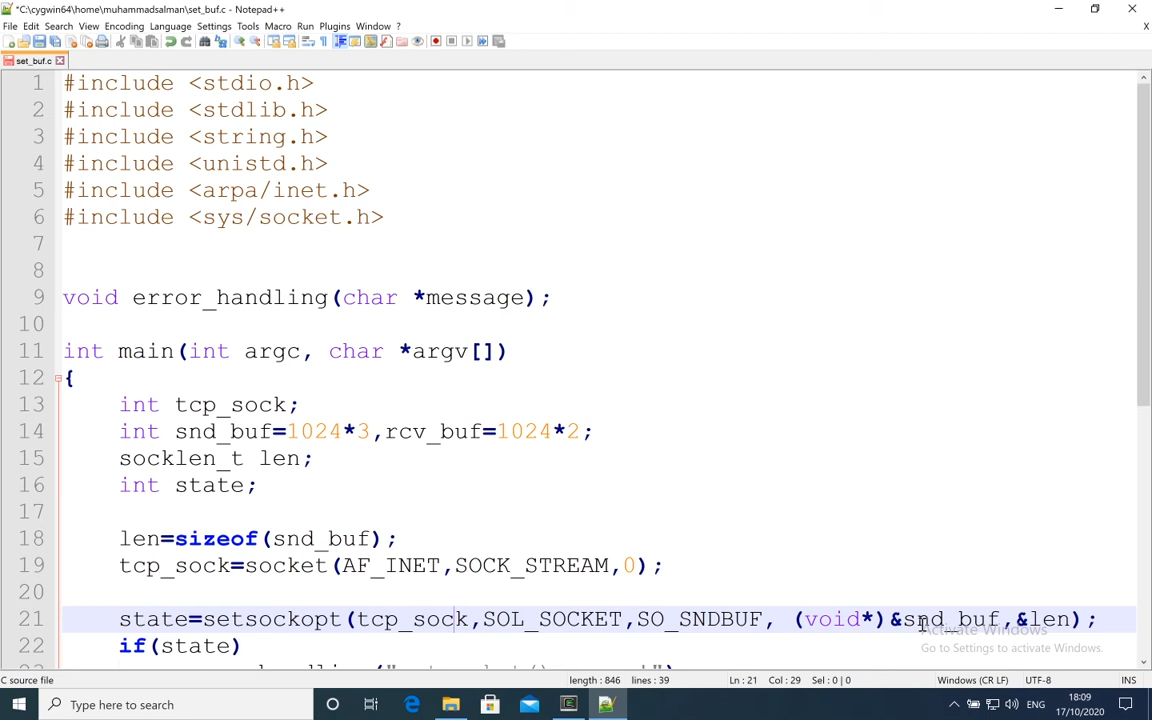 *C:\cygwin64\home\muhammadsalman\set_buf.c - Notepad++
File Edit Search View Encoding Language Settings Tools Macro Run Plugins Window ?
X
set_buf.c
1 #include <stdio.h>
2 #include <stdlib.h>
3 #include <string.h>
4 #include <unistd.h>
5 #include <arpa/inet.h>
6 #include <sys/socket.h>
7
8
9 void error_handling(char *message);
10
11 int main(int argc, char *argv[])
12 {
13 int tcp_sock;
14 int snd_buf=1024*3,rcv_buf=1024*2;
15 socklen_t len;
16 int state;
17
18 len=sizeof(snd_buf);
19 tcp_sock=socket(AF_INET,SOCK_STREAM,0);
20
21 state=setsockopt(tcp_sock,SOL_SOCKET,SO_SNDBUF, (void*)&snd_buf,&len);
22 if(state)
Activate Windows
Go to Settings to activate Windows.
C source file length : 846 lines : 39 Ln : 21 Col : 29 Sel : 0 | 0 Windows (CR LF) UTF-8 INS
Type here to search
ENG
18:09
17/10/2020